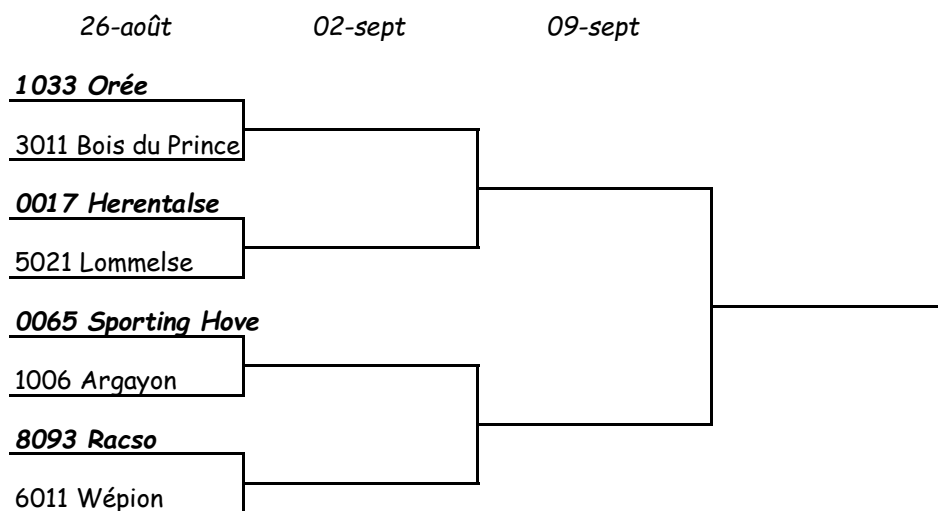 26-août 02-sept 09-sept
1033 Orée
3011 Bois du Prince
0017 Herentalse
5021 Lommelse
0065 Sporting Hove
1006 Argayon
8093 Racso
6011 Wépion